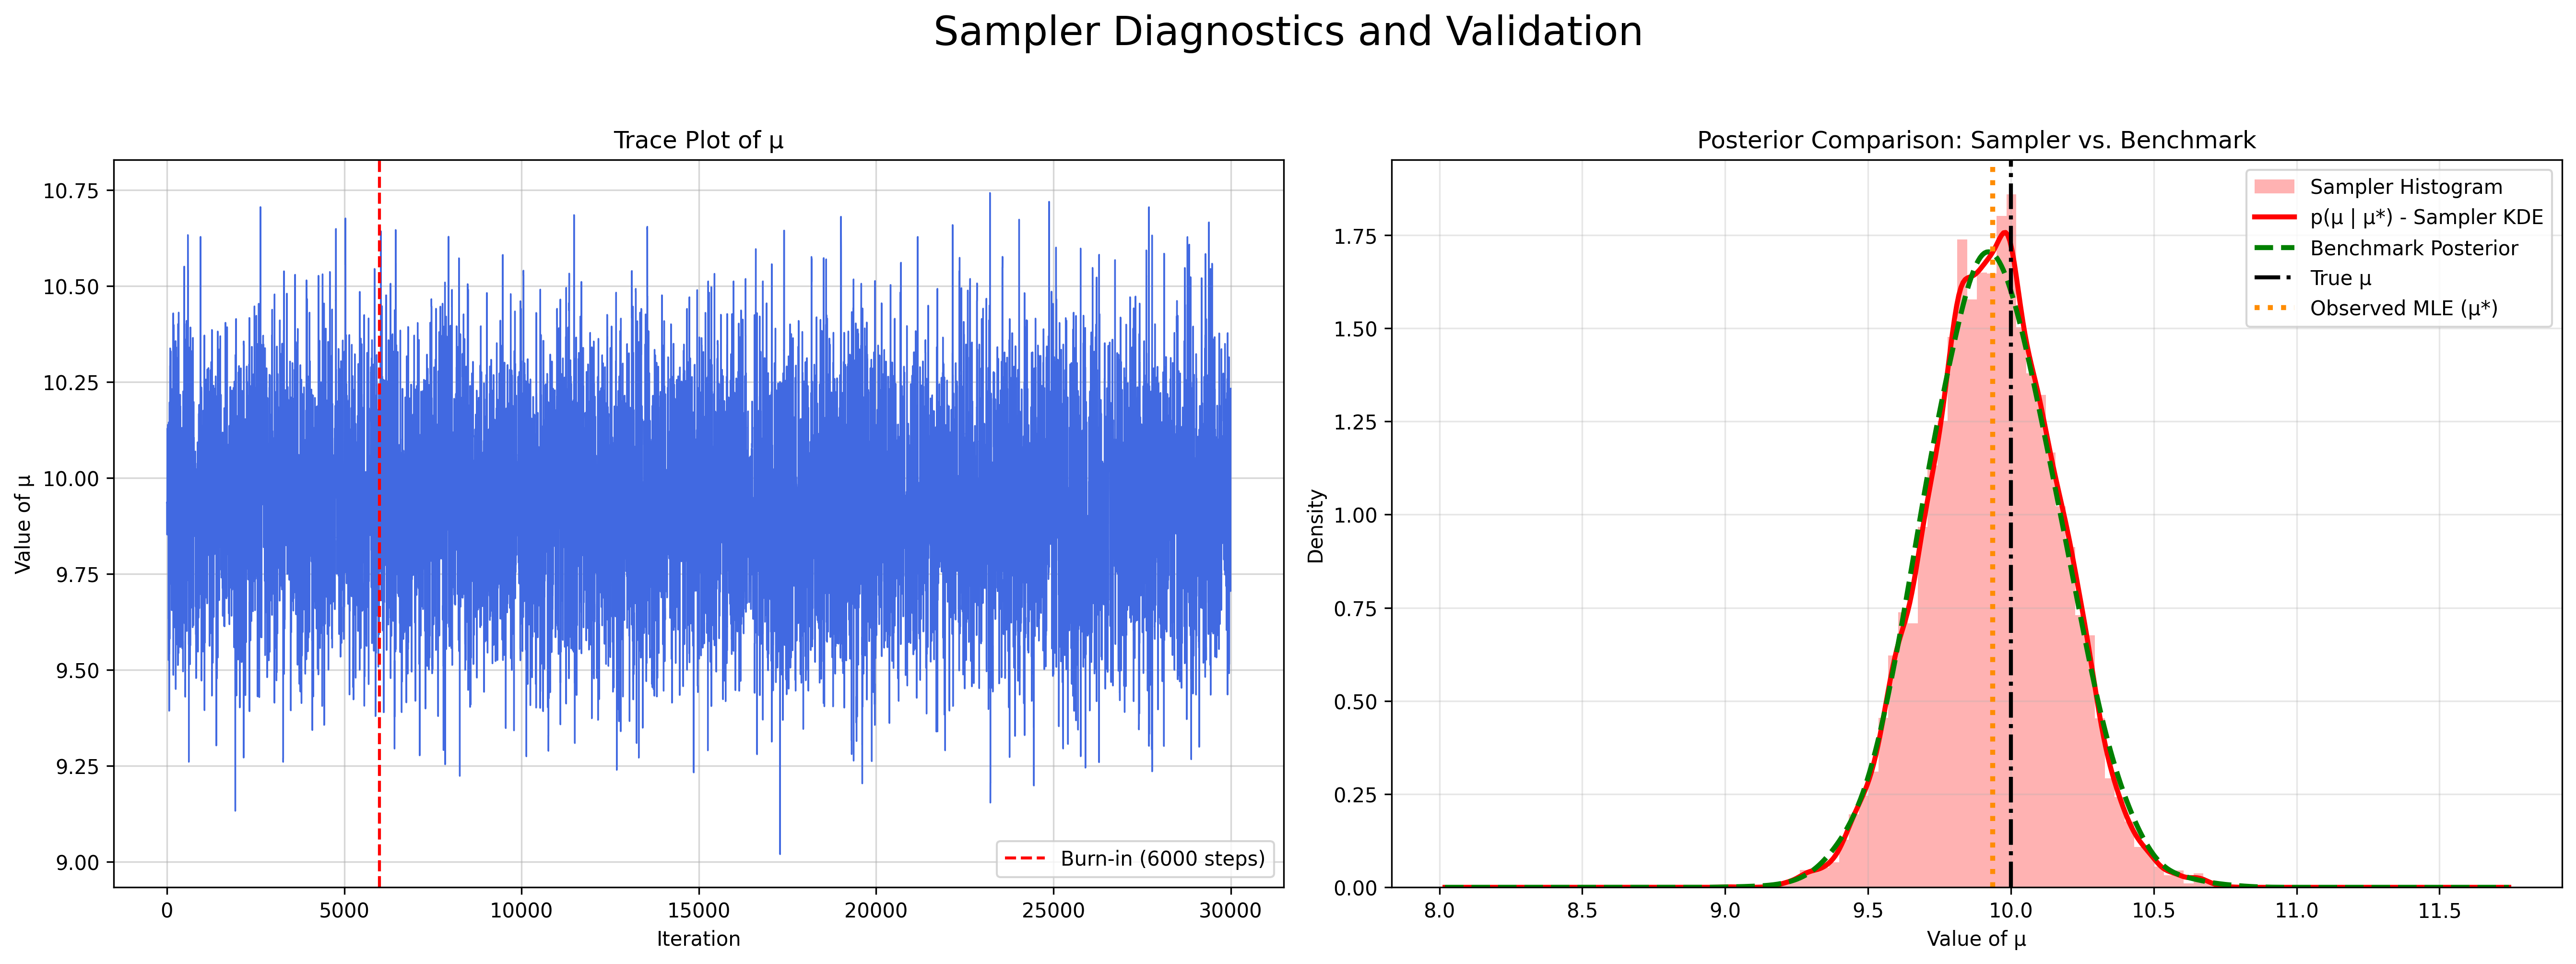 Sampler Diagnostics and Validation
Trace Plot of μ
Value of μ
10.75
10.50
10.25
10.00
9.75
9.50
9.25
9.00
Burn-in (6000 steps)
0 5000 10000 15000 20000 25000 30000
Iteration
Posterior Comparison: Sampler vs. Benchmark
Density
1.75
1.50
1.25
1.00
0.75
0.50
0.25
0.00
Sampler Histogram
p(μ | μ*) - Sampler KDE
Benchmark Posterior
True μ
Observed MLE (μ*)
8.0 8.5 9.0 9.5 10.0 10.5 11.0 11.5
Value of μ